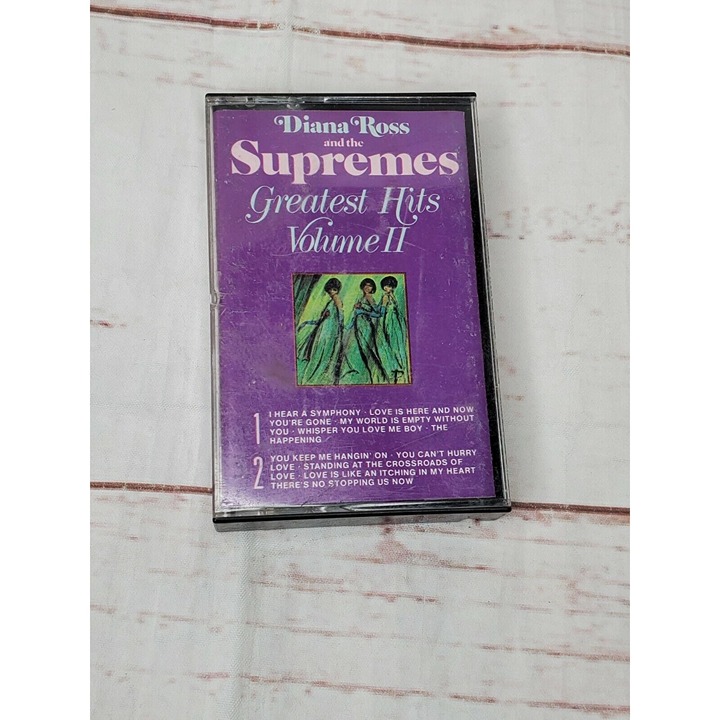 Diana Ross
and the
Supremes
Greatest Hits
Volume II
1
I HEAR A SYMPHONY · LOVE IS HERE AND NOW
YOU'RE GONE · MY WORLD IS EMPTY WITHOUT
YOU · WHISPER YOU LOVE ME BOY · THE
HAPPENING
2
YOU KEEP ME HANGIN' ON · YOU CAN'T HURRY
LOVE · STANDING AT THE CROSSROADS OF
LOVE · LOVE IS LIKE AN ITCHING IN MY HEART
THERE'S NO STOPPING US NOW